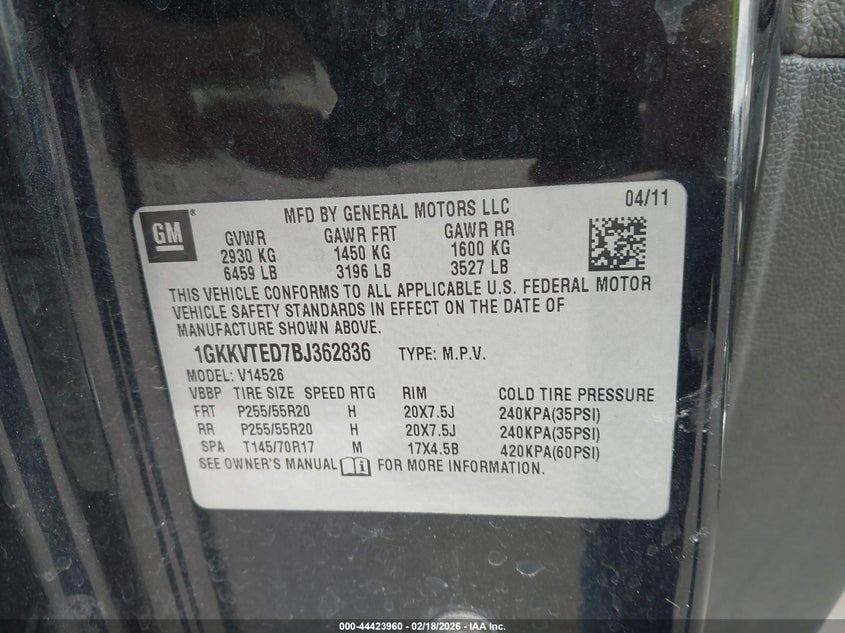 GM ®
MFD BY GENERAL MOTORS LLC 04/11
GVWR GAWR FRT GAWR RR
2930 KG 1450 KG 1600 KG
6459 LB 3196 LB 3527 LB
THIS VEHICLE CONFORMS TO ALL APPLICABLE U.S. FEDERAL MOTOR
VEHICLE SAFETY STANDARDS IN EFFECT ON THE DATE OF
MANUFACTURE SHOWN ABOVE.
1GKKVTED7BJ362836 TYPE: M.P.V.
MODEL: V14526
VBBP TIRE SIZE SPEED RTG RIM COLD TIRE PRESSURE
FRT P255/55R20 H 20X7.5J 240KPA(35PSI)
RR P255/55R20 H 20X7.5J 240KPA(35PSI)
SPA T145/70R17 M 17X4.5B 420KPA(60PSI)
SEE OWNER'S MANUAL i FOR MORE INFORMATION.
000-44423960 - 02/18/2026 - IAA Inc.